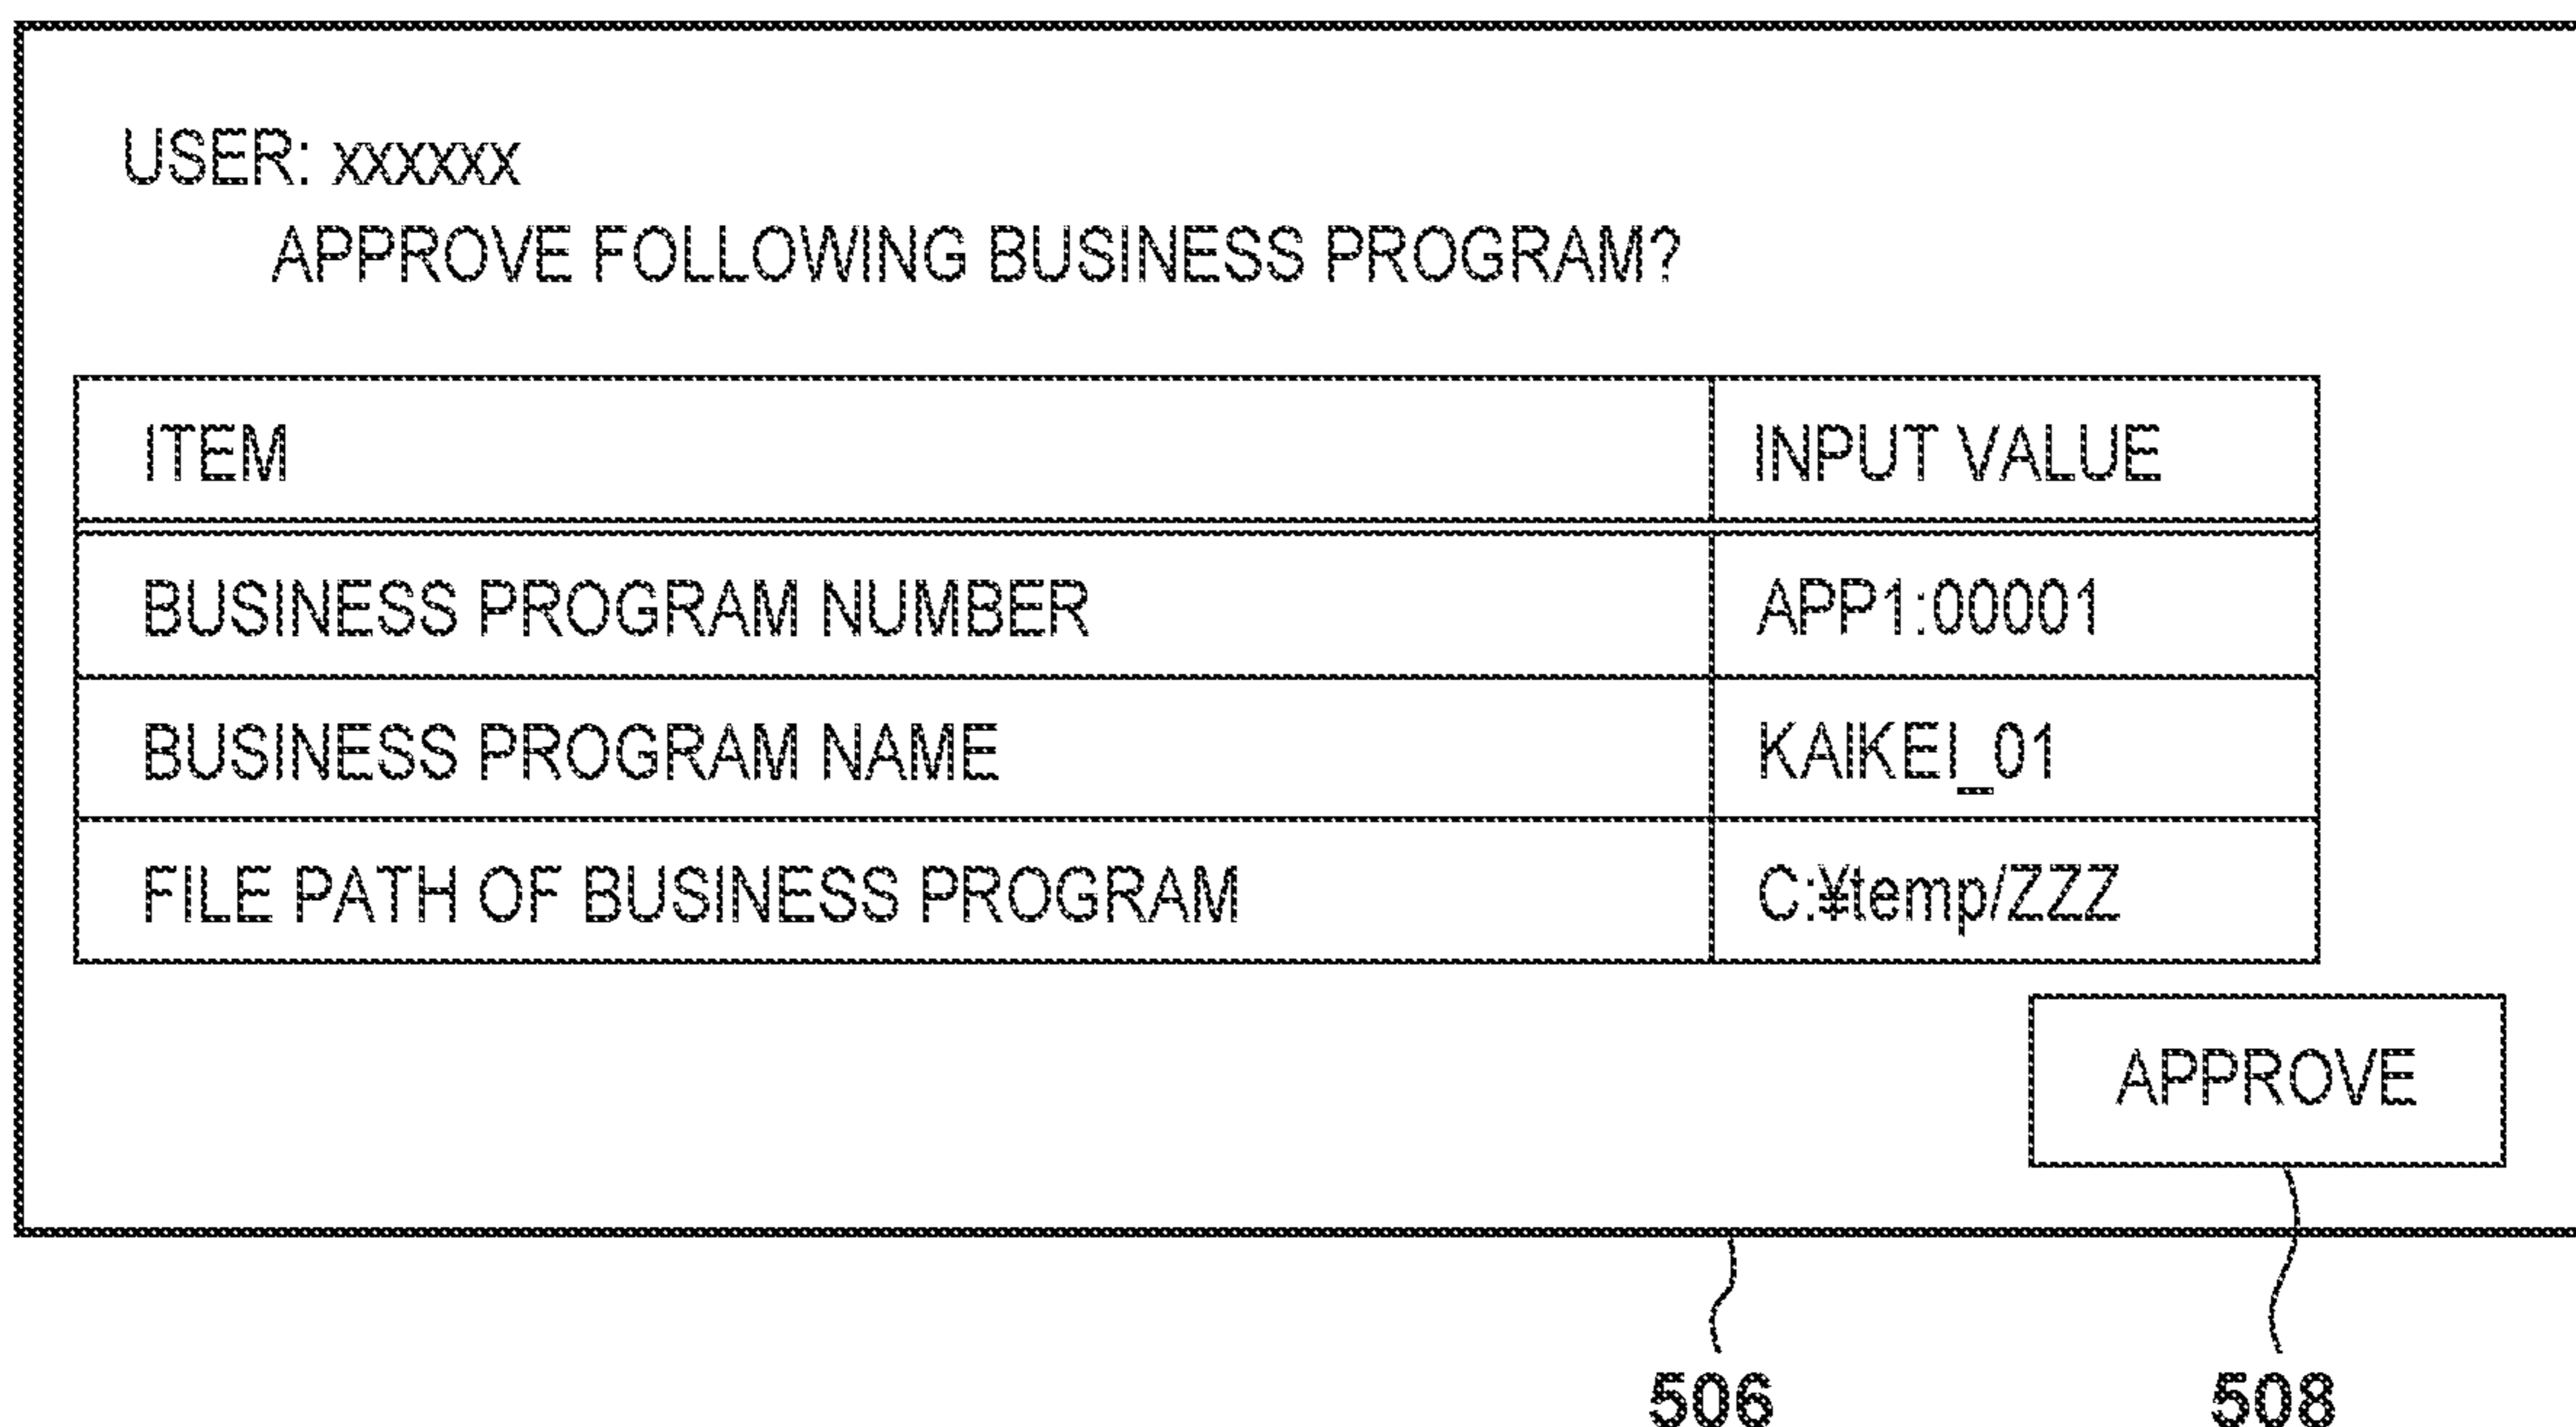 USER: xxxxxx
APPROVE FOLLOWING BUSINESS PROGRAM?
ITEM INPUT VALUE
BUSINESS PROGRAM NUMBER APP1:00001
BUSINESS PROGRAM NAME KAIKEI_01
FILE PATH OF BUSINESS PROGRAM C:¥temp/ZZZ
APPROVE
506 508